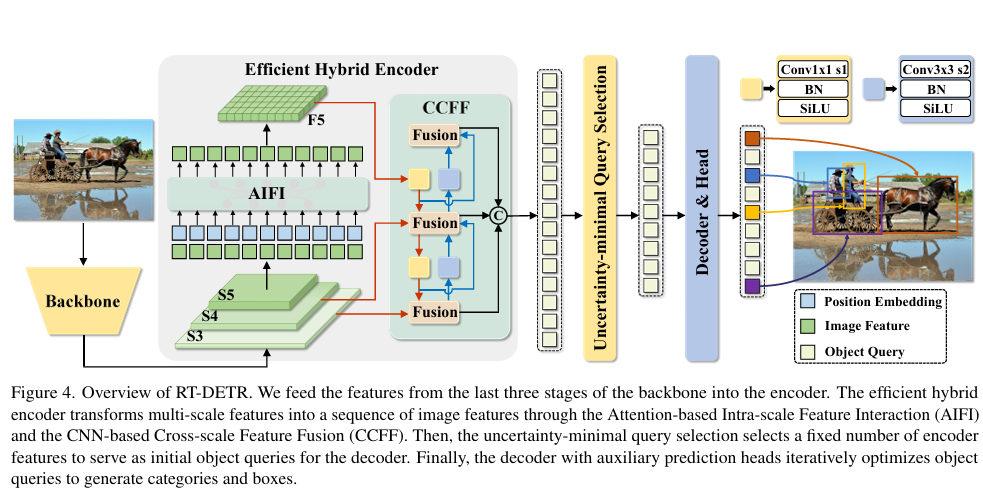 Efficient Hybrid Encoder
F5
CCFF
Fusion
Fusion
Fusion
C
AIFI
S5
S4
S3
Backbone
Uncertainty-minimal Query Selection
Decoder & Head
Conv1x1 s1
BN
SiLU
Conv3x3 s2
BN
SiLU
Position Embedding
Image Feature
Object Query
Figure 4. Overview of RT-DETR. We feed the features from the last three stages of the backbone into the encoder. The efficient hybrid
encoder transforms multi-scale features into a sequence of image features through the Attention-based Intra-scale Feature Interaction (AIFI)
and the CNN-based Cross-scale Feature Fusion (CCFF). Then, the uncertainty-minimal query selection selects a fixed number of encoder
features to serve as initial object queries for the decoder. Finally, the decoder with auxiliary prediction heads iteratively optimizes object
queries to generate categories and boxes.